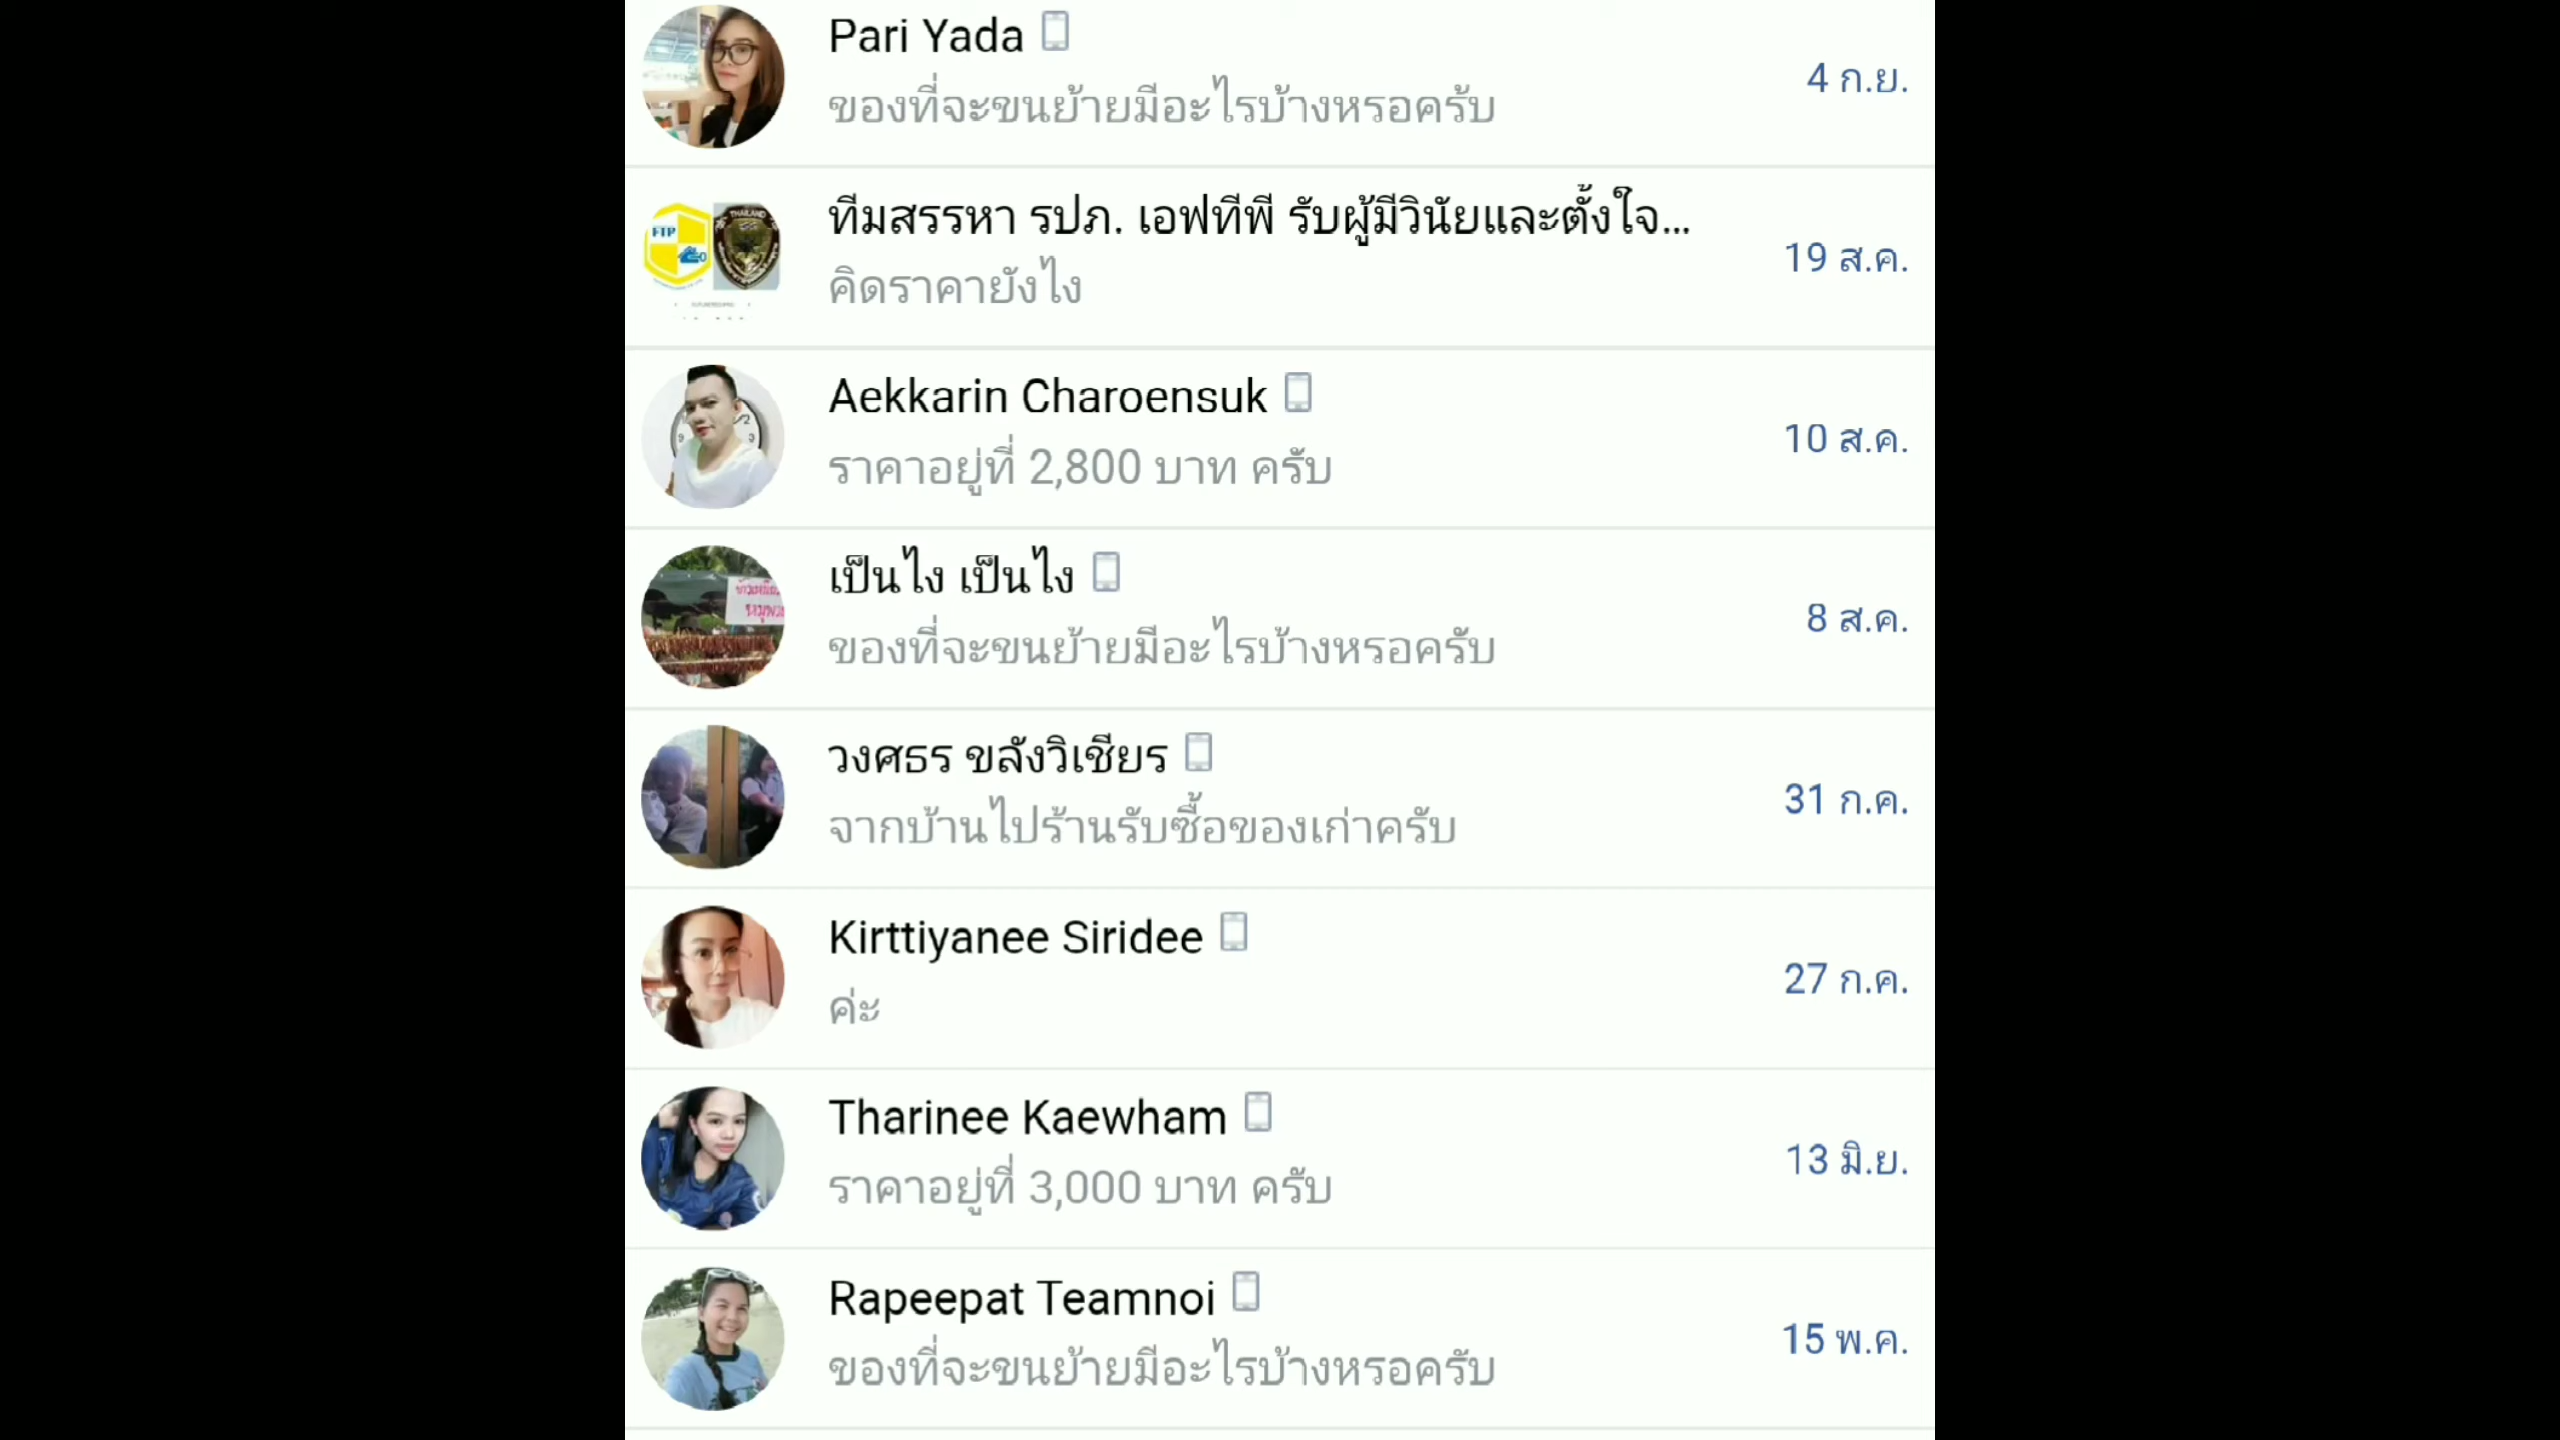 Pari Yada
ของที่จะขนย้ายมีอะไรบ้างหรอครับ
4 ก.ย.
FTP
THAILAND
ทีมสรรหา รปภ. เอฟทีพี รับผู้มีวินัยและตั้งใจ...
คิดราคายังไง
19 ส.ค.
Aekkarin Charoensuk
ราคาอยู่ที่ 2,800 บาท ครับ
10 ส.ค.
เป็นไง เป็นไง
ของที่จะขนย้ายมีอะไรบ้างหรอครับ
8 ส.ค.
วงศธร ขลังวิเชียร
จากบ้านไปร้านรับซื้อของเก่าครับ
31 ก.ค.
Kirttiyanee Siridee
ค่ะ
27 ก.ค.
Tharinee Kaewham
ราคาอยู่ที่ 3,000 บาท ครับ
13 มิ.ย.
Rapeepat Teamnoi
ของที่จะขนย้ายมีอะไรบ้างหรอครับ
15 พ.ค.